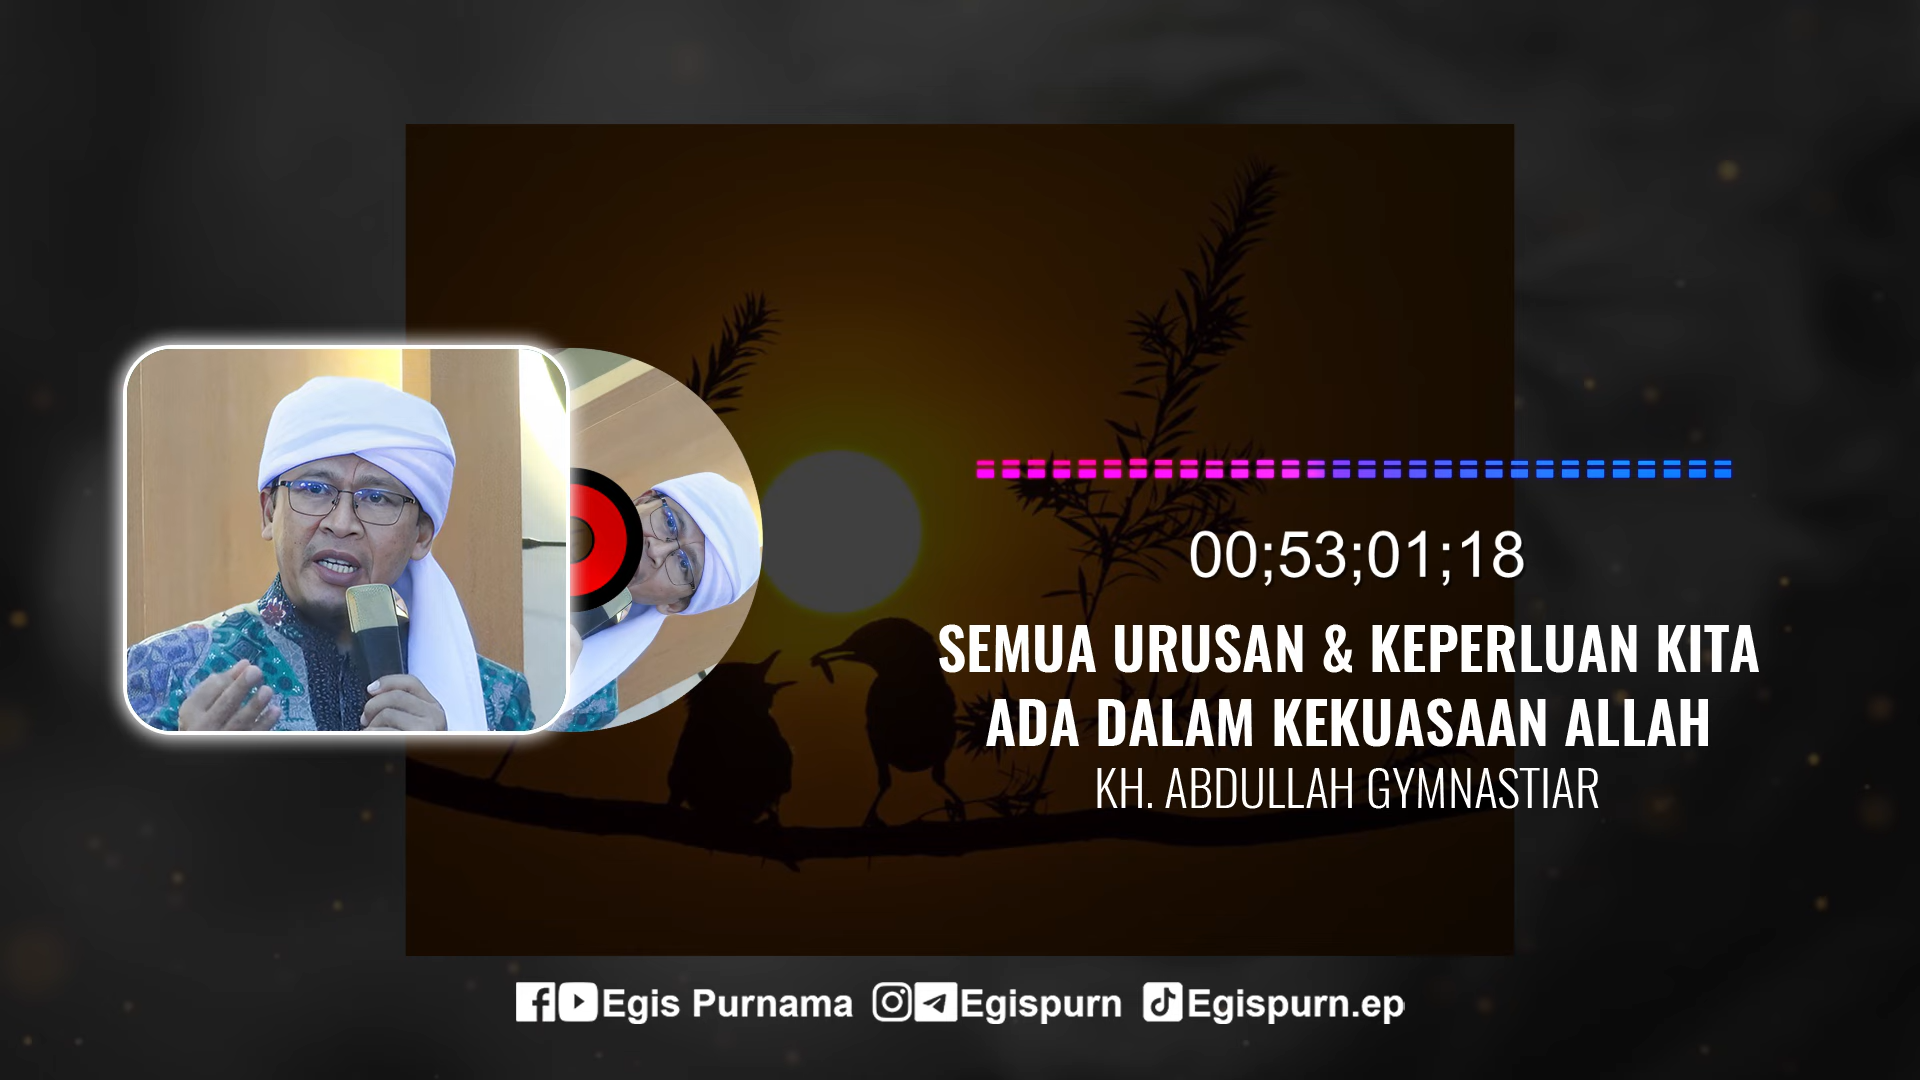 00;53;01;18
SEMUA URUSAN & KEPERLUAN KITA
ADA DALAM KEKUASAAN ALLAH
KH. ABDULLAH GYMNASTIAR
Egis Purnama Egispurn Egispurn.ep